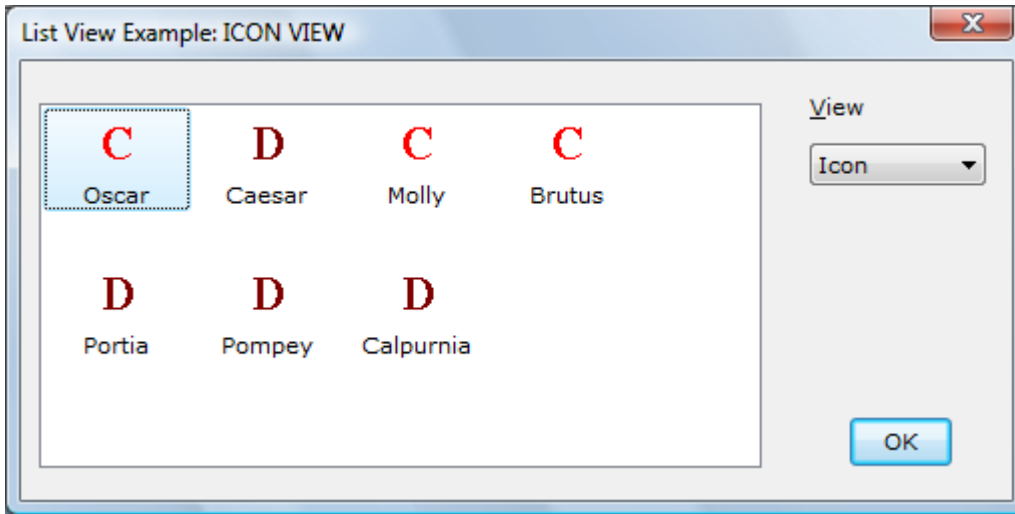 List View Example: ICON VIEW
View
C D C C
Oscar Caesar Molly Brutus
Icon
D D D
Portia Pompey Calpurnia
OK